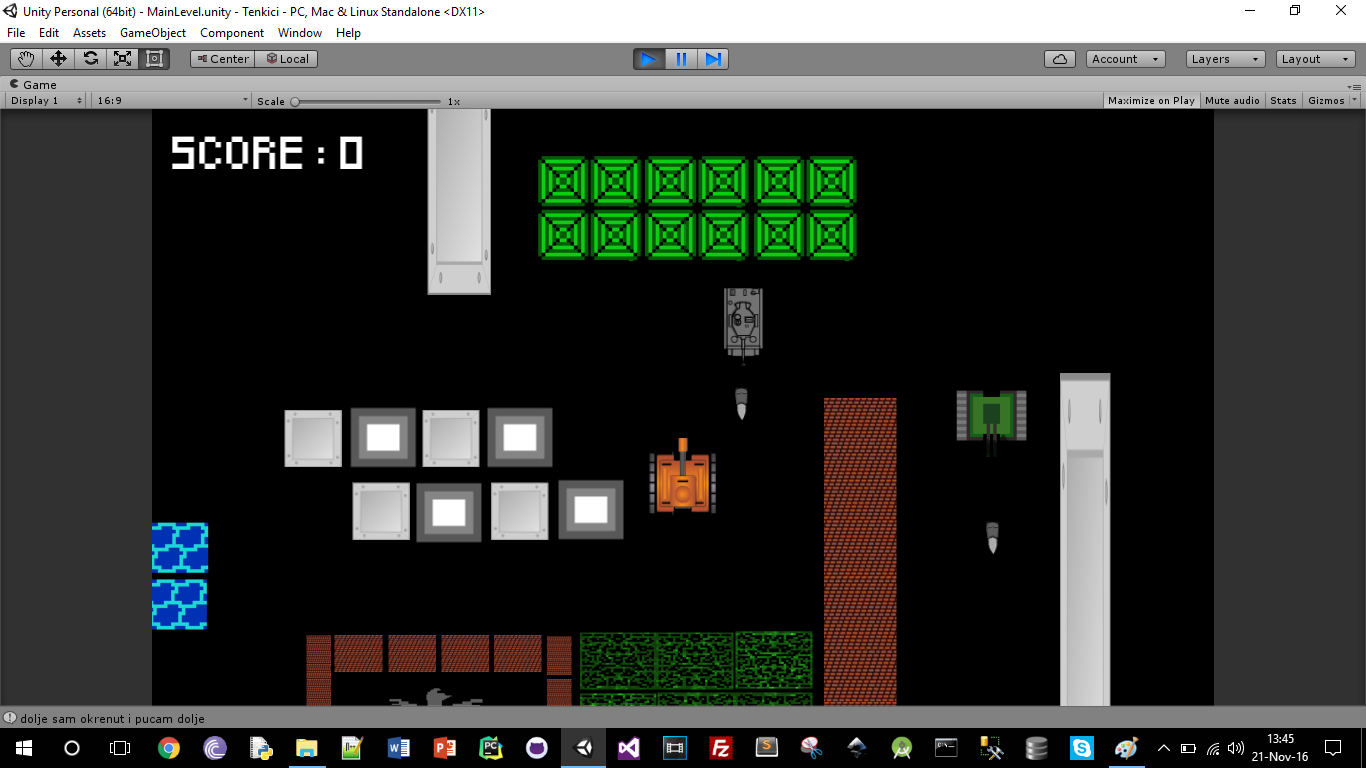 Unity Personal (64bit) - MainLevel.unity - Tenkici - PC, Mac & Linux Standalone <DX11>
File Edit Assets GameObject Component Window Help
Center Local Account Layers Layout
Game
Display 1 16:9 Scale 1x Maximize on Play Mute audio Stats Gizmos
SCORE:0
dolje sam okrenut i pucam dolje
13:45
21-Nov-16